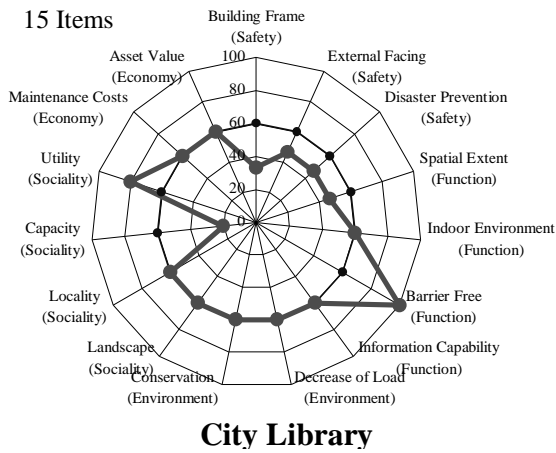 15 Items
Building Frame
(Safety)
External Facing
(Safety)
Disaster Prevention
(Safety)
Spatial Extent
(Function)
Indoor Environment
(Function)
Barrier Free
(Function)
Information Capability
(Function)
Decrease of Load
(Environment)
Conservation
(Environment)
Landscape
(Sociality)
Locality
(Sociality)
Capacity
(Sociality)
Utility
(Sociality)
Maintenance Costs
(Economy)
Asset Value
(Economy)
100
80
60
40
20
0
City Library